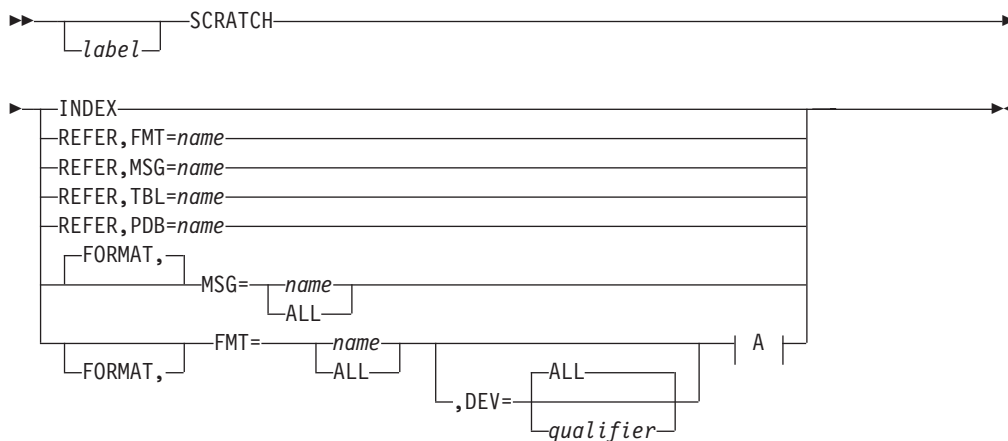 SCRATCH
label
INDEX
REFER,FMT=name
REFER,MSG=name
REFER,TBL=name
REFER,PDB=name
FORMAT,
MSG= name
ALL
FMT= name A
FORMAT, ALL ALL
,DEV=
qualifier